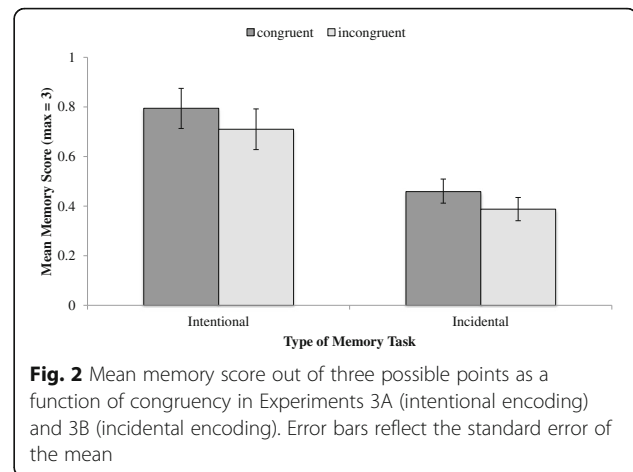 congruent incongruent
1
0.8
0.6
0.4
0.2
0
Mean Memory Score (max = 3)
Intentional Incidental
Type of Memory Task
Fig. 2 Mean memory score out of three possible points as a
function of congruency in Experiments 3A (intentional encoding)
and 3B (incidental encoding). Error bars reflect the standard error of
the mean